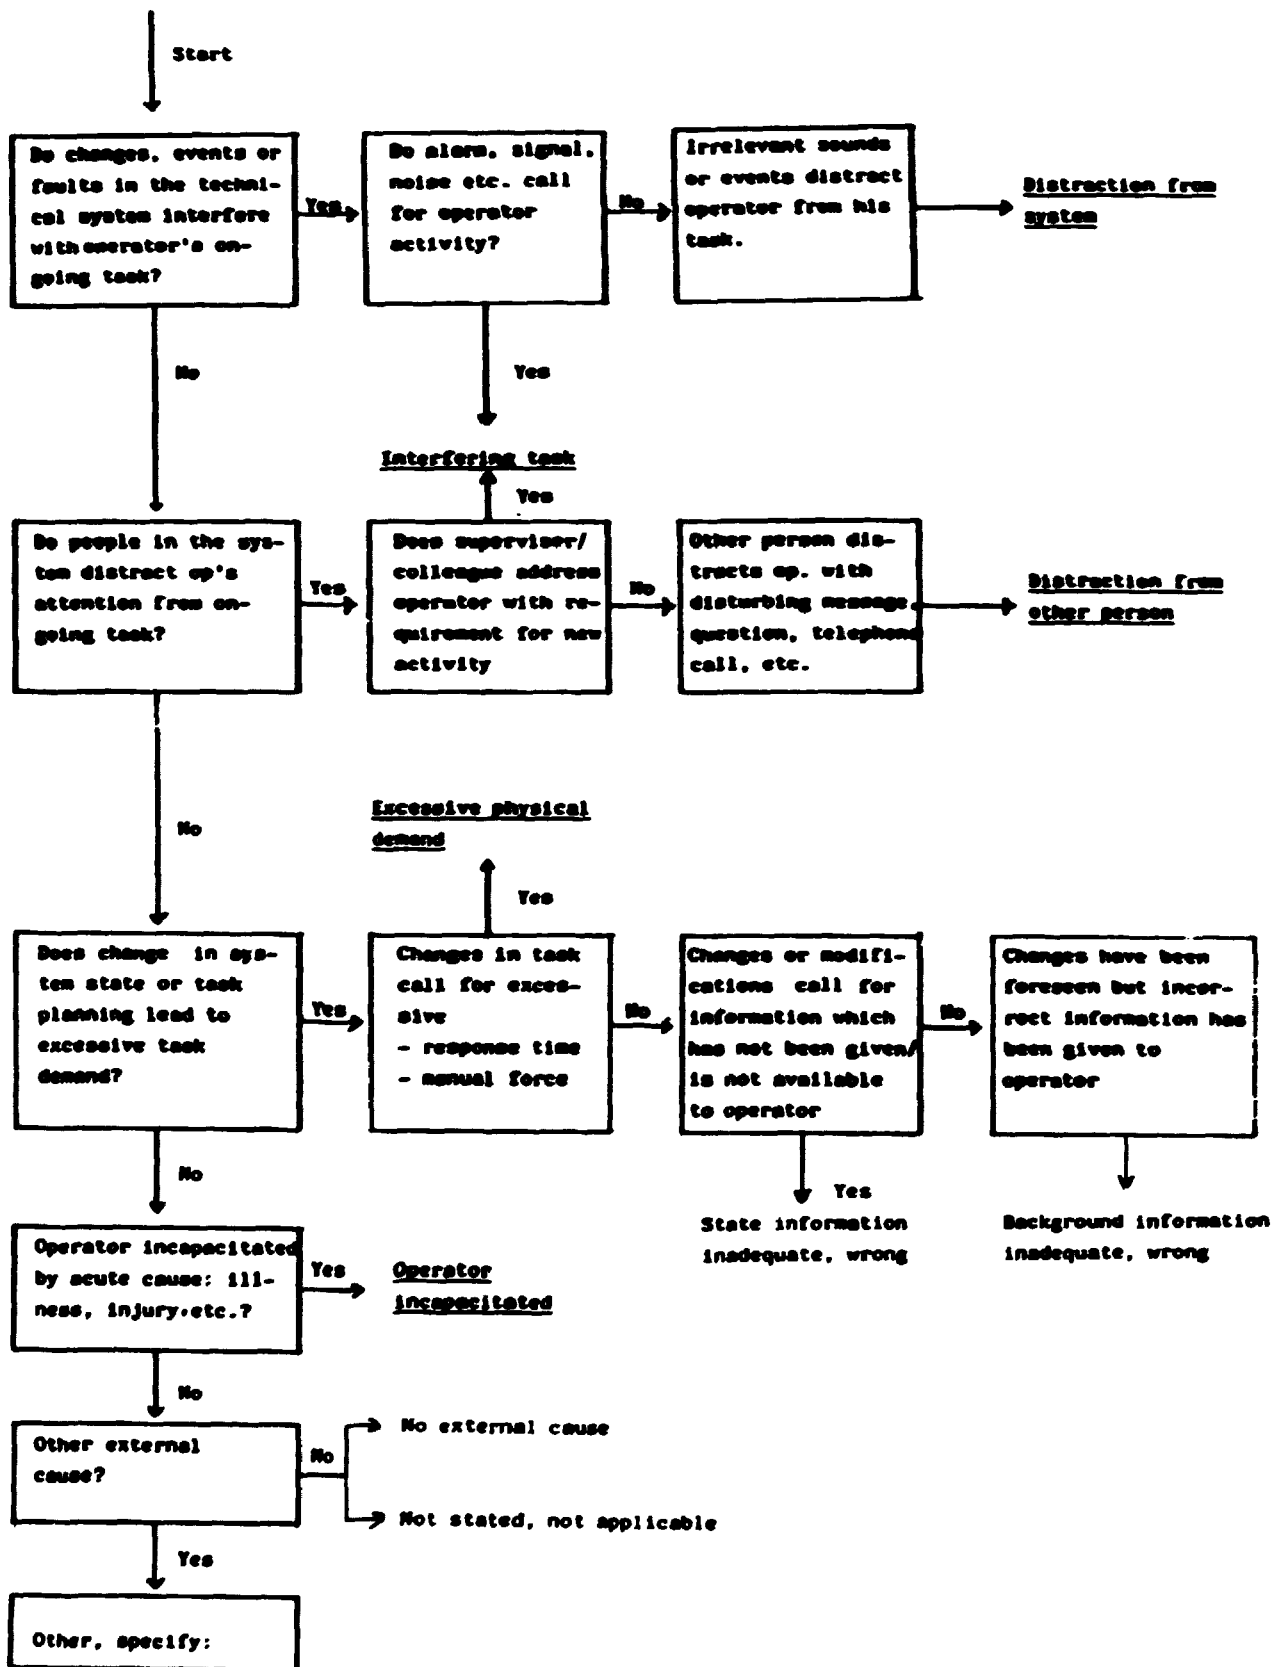 Start
Do changes, events or
faults in the techni-
cal system interfere
with operator's on-
going task?
Yes
Do alarm, signal,
noise etc. call
for operator
activity?
No
Irrelevant sounds
or events distract
operator from his
task.
Distraction from
system
No
Yes
Interfering task
Yes
Do people in the sys-
tem distract op's
attention from on-
going task?
Yes
Does supervisor/
colleague address
operator with re-
quirement for new
activity
No
Other person dis-
tracts op. with
disturbing message
question, telephone
call, etc.
Distraction from
other person
No
Excessive physical
demand
Yes
Does change in sys-
tem state or task
planning lead to
excessive task
demand?
Yes
Changes in task
call for exces-
sive
- response time
- manual force
No
Changes or modifi-
cations call for
information which
has not been given/
is not available
to operator
No
Changes have been
foreseen but incor-
rect information has
been given to
operator
No
Yes
State information
inadequate, wrong
Background information
inadequate, wrong
Operator incapacitated
by acute cause: ill-
ness, injury.etc.?
Yes
Operator
incapacitated
No
Other external
cause?
No
No external cause
Not stated, not applicable
Yes
Other, specify: